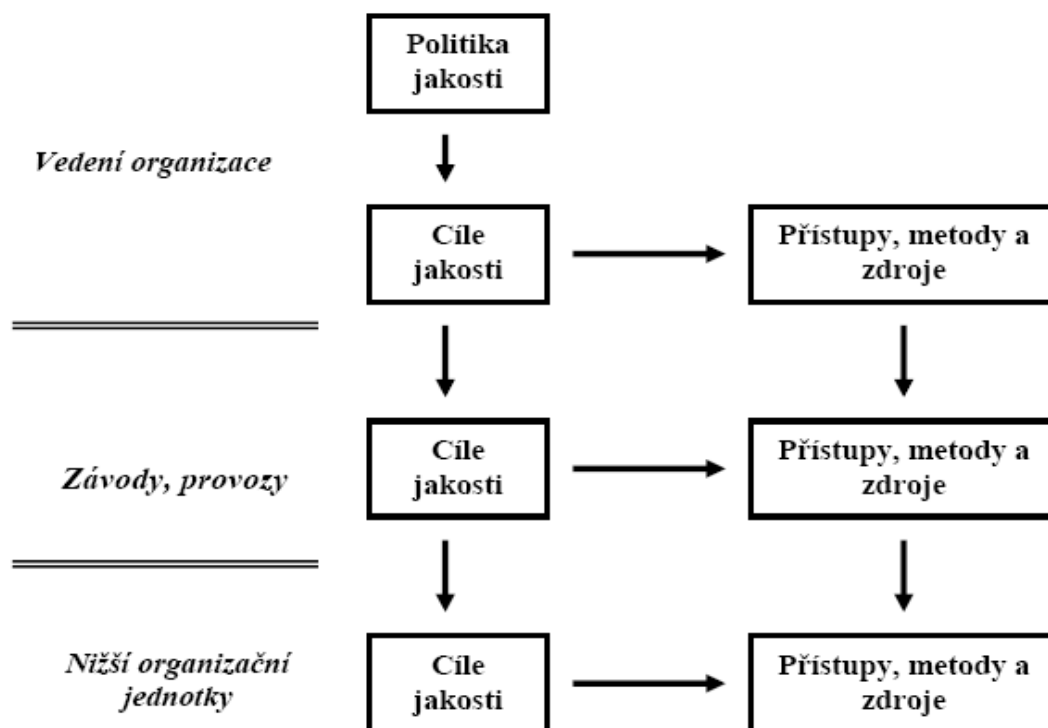 Politika
jakosti
Vedení organizace
Cíle
jakosti
Přístupy, metody a
zdroje
Závody, provozy
Cíle
jakosti
Přístupy, metody a
zdroje
Nižší organizační
jednotky
Cíle
jakosti
Přístupy, metody a
zdroje